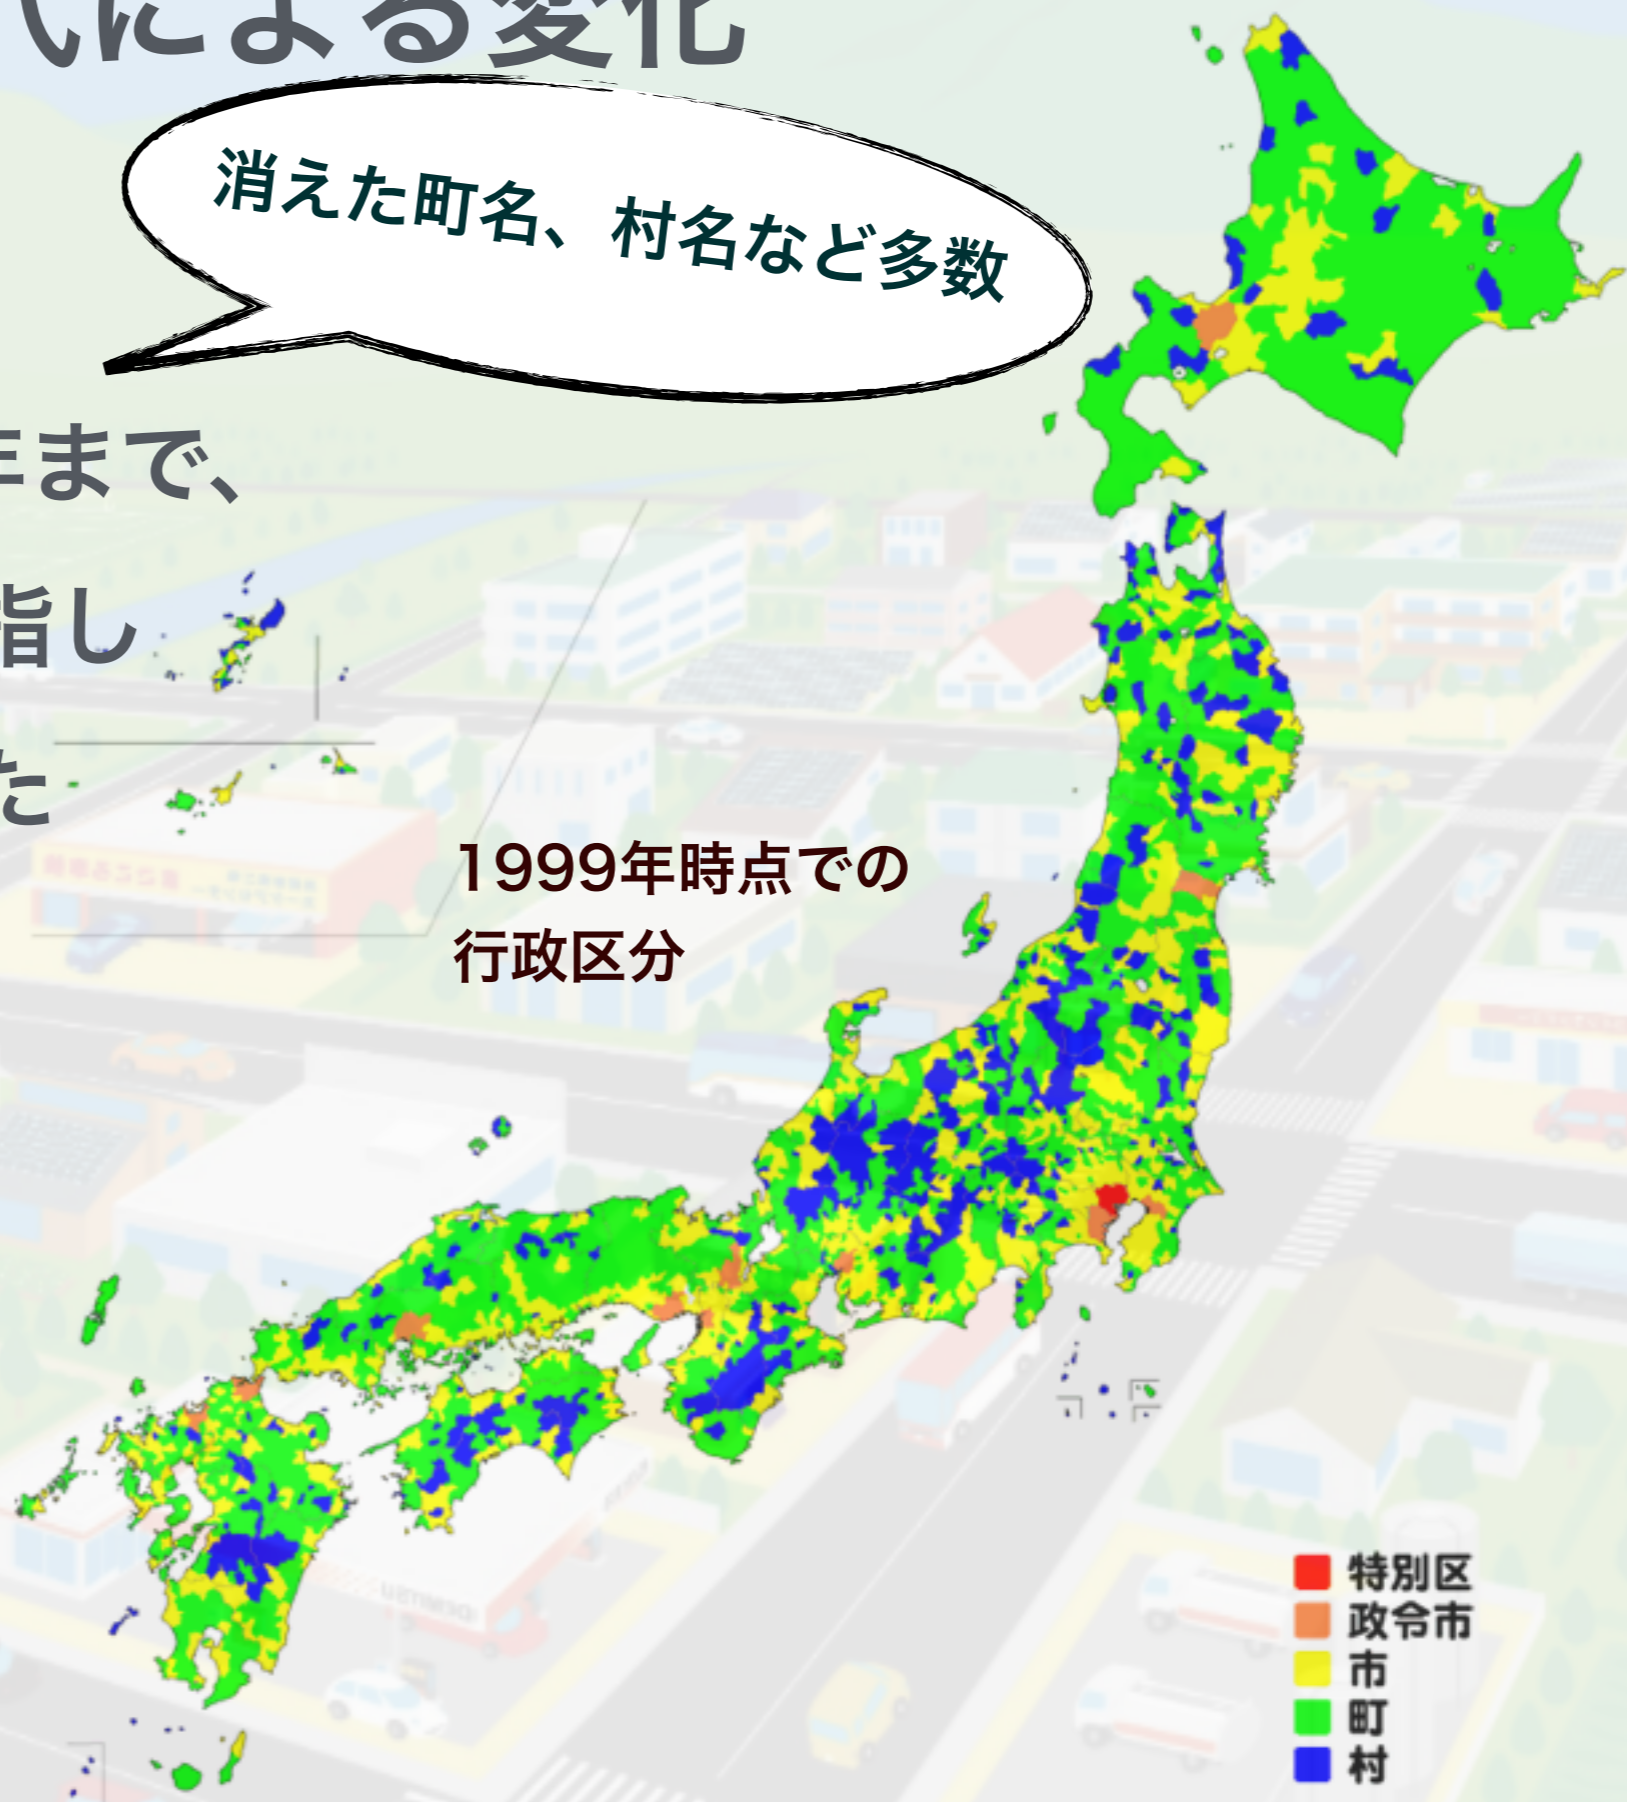 による変化
消えた町名、村名など多数
年まで、
指し
た
1999年時点での
行政区分
特別区
政令市
市
町
村